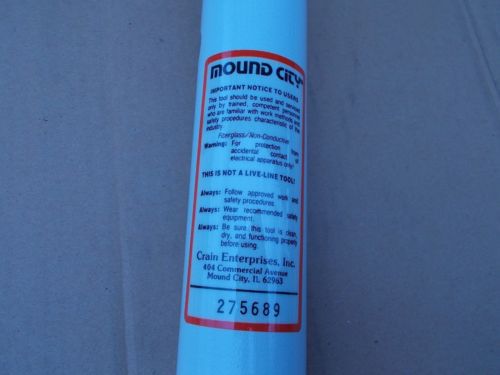 MOUND CITY
IMPORTANT NOTICE TO USERS
This tool should be used and serviced
only by trained, competent personnel
who are familiar with work methods and
safety procedures characteristic of the
industry
Fiberglass/Non-Conductive
Warning: For protection from
accidental contact of
electrical apparatus only!
THIS IS NOT A LIVE-LINE TOOL!
Always: Follow approved work and
safety procedures.
Always: Wear recommended safety
equipment.
Always: Be sure this tool is clean,
dry, and functioning properly
before using.
Crain Enterprises, Inc.
404 Commercial Avenue
Mound City, IL 62963
275689